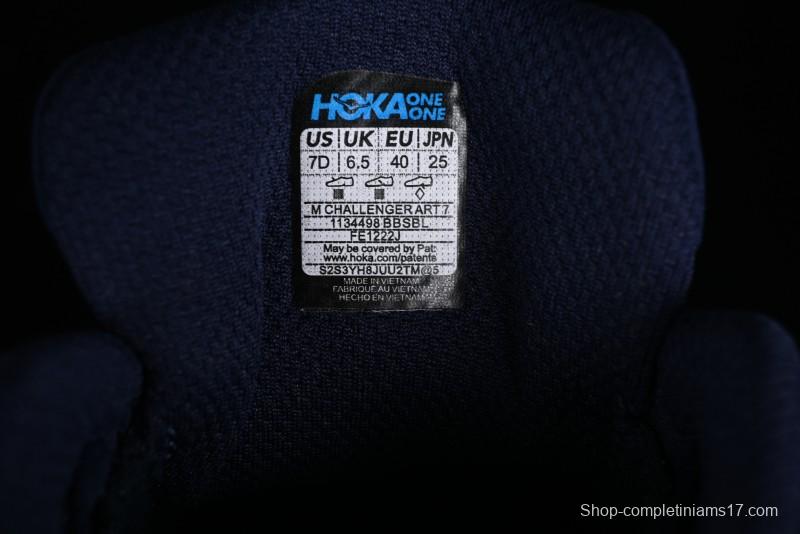 HOKA ONE ONE
US UK EU JPN
7D 6.5 40 25
M CHALLENGER ART 7
1134498 BBSBL
FE1222J
May be covered by Pat:
www.hoka.com/patents
S2S3YH8JUU2TM@5
MADE IN VIETNAM
FABRIQUE AU VIETNAM
HECHO EN VIETNAM
Shop-completiniams17.com/